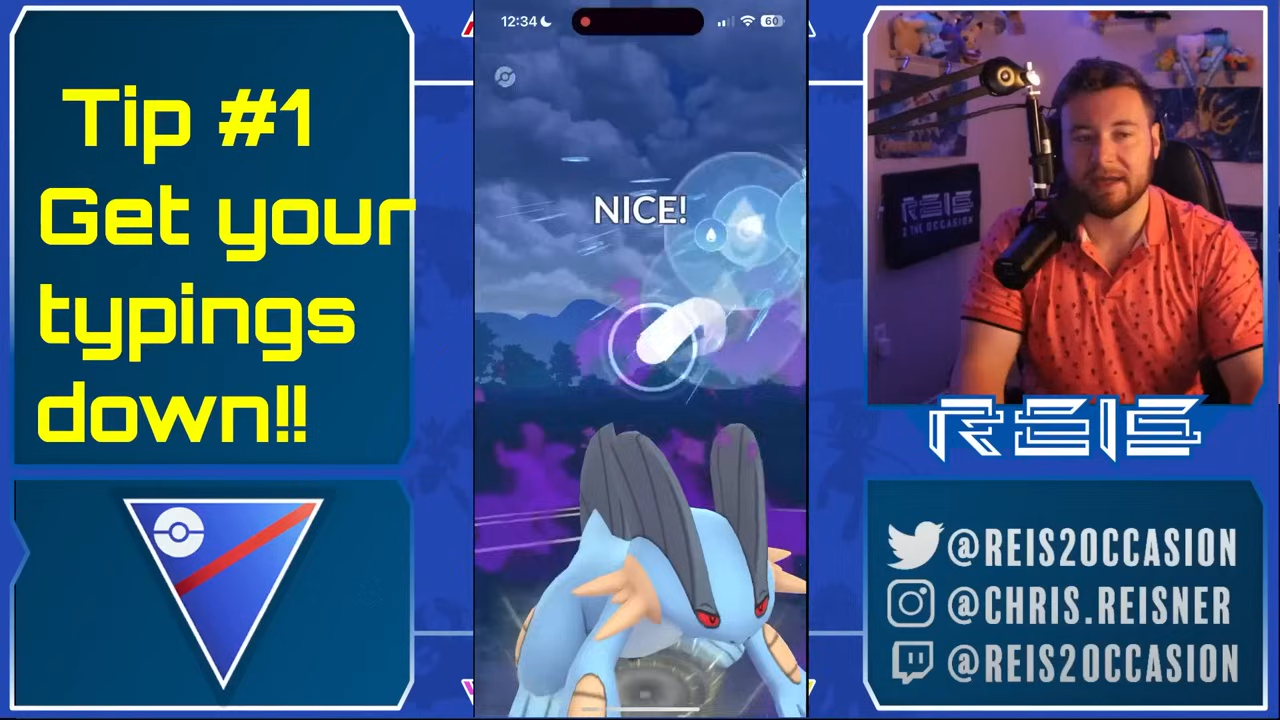 Tip #1
Get your
typings
down!!
12:34
60
NICE!
REIS
2 THE OCCASION
REIS
@REIS2OCCASION
@CHRIS.REISNER
@REIS2OCCASION